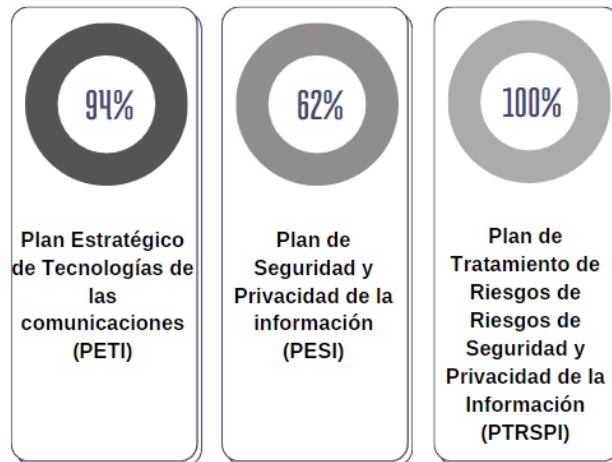 94%
Plan Estratégico
de Tecnologías de
las
comunicaciones
(PETI)
62%
Plan de
Seguridad y
Privacidad de la
información
(PESI)
100%
Plan de
Tratamiento de
Riesgos de
Riesgos de
Seguridad y
Privacidad de la
Información
(PTRSPI)